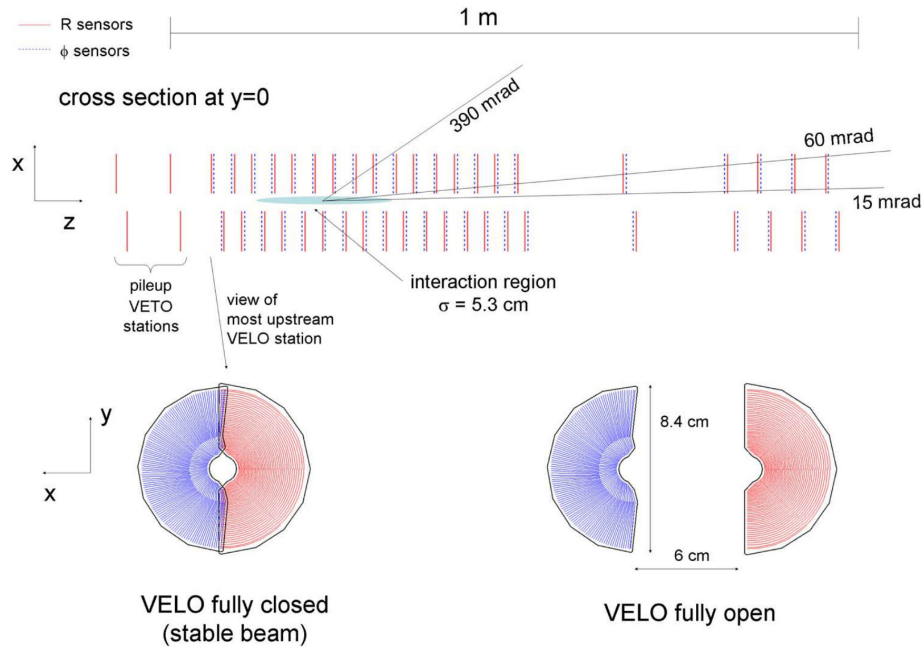 R sensors
1 m
ϕ sensors
cross section at y=0
390 mrad
60 mrad
x
z
15 mrad
pileup
VETO
stations
view of
most upstream
VELO station
interaction region
σ = 5.3 cm
y
x
8.4 cm
6 cm
VELO fully closed
(stable beam)
VELO fully open